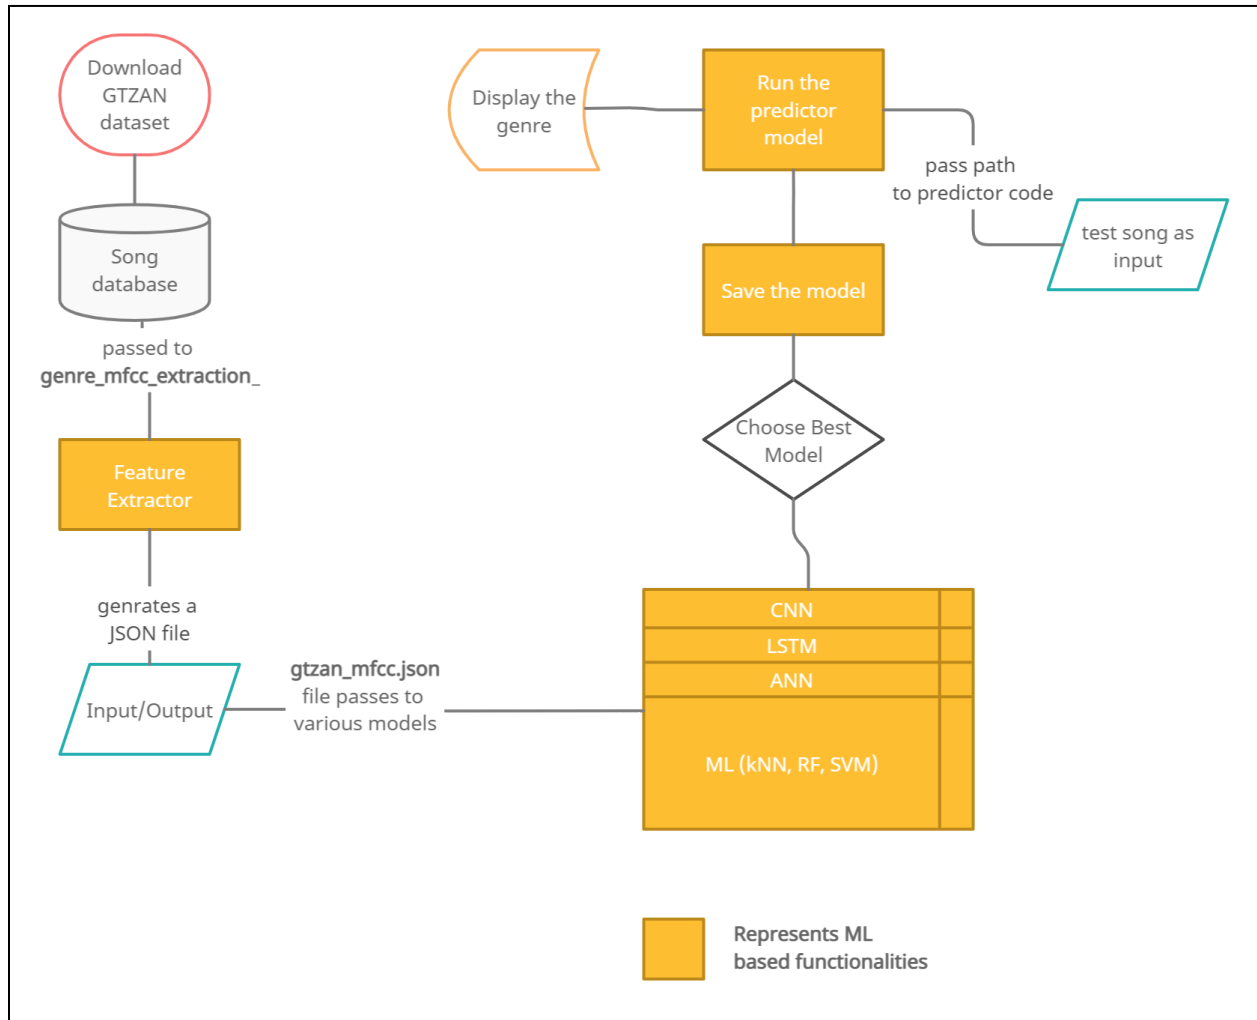 Download
GTZAN
dataset
Song
database
passed to
genre_mfcc_extraction_
Feature
Extractor
genrates a
JSON file
Input/Output
gtzan_mfcc.json
file passes to
various models
CNN
LSTM
ANN
ML (kNN, RF, SVM)
Choose Best
Model
Save the model
Run the
predictor
model
Display the
genre
pass path
to predictor code
test song as
input
Represents ML
based functionalities